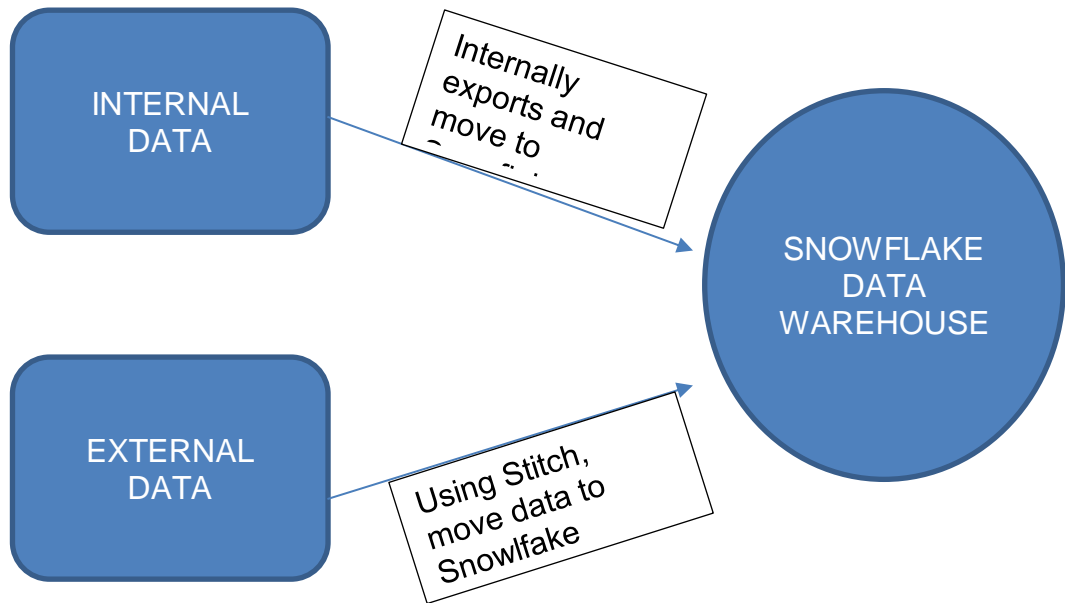 INTERNAL
DATA
Internally
exports and
move to
SNOWFLAKE
DATA
WAREHOUSE
EXTERNAL
DATA
Using Stitch,
move data to
Snowlfake